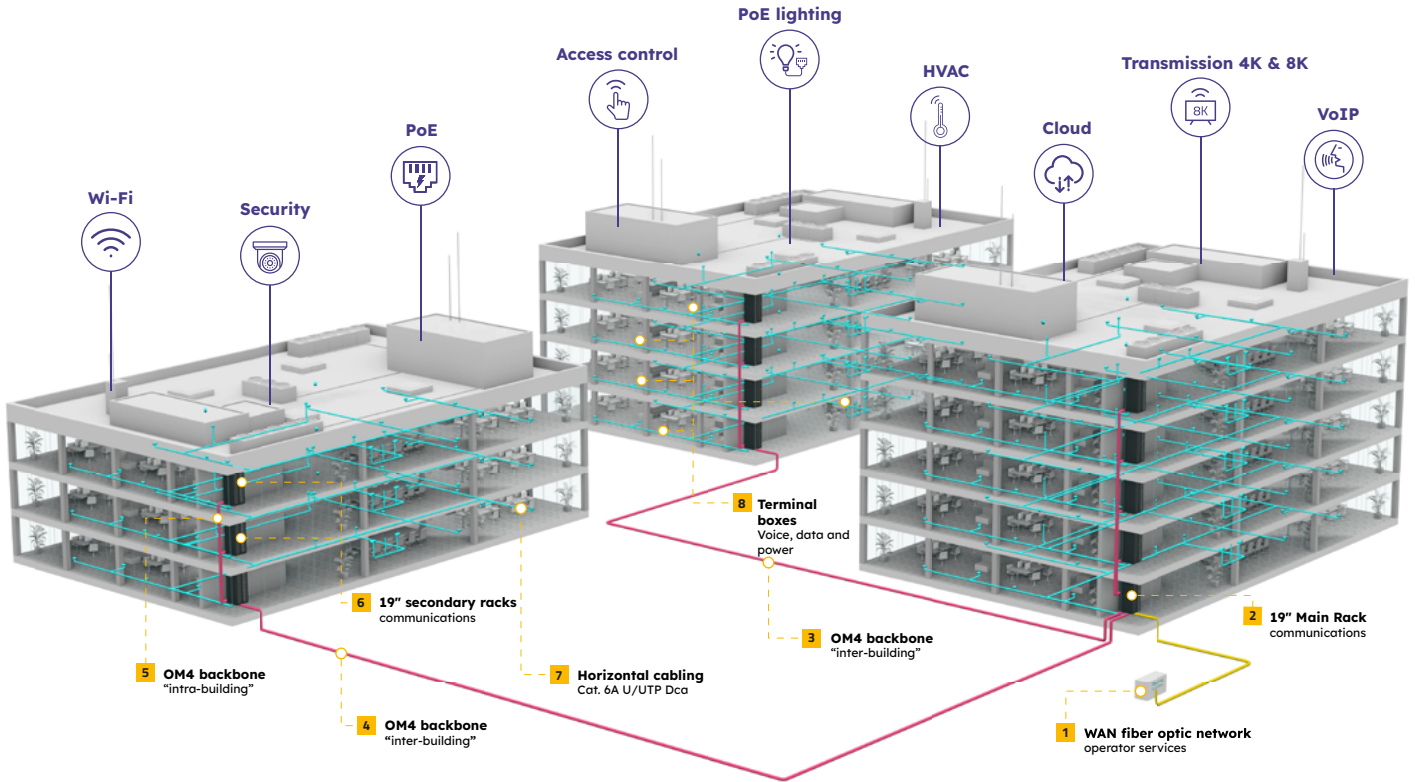 PoE lighting
Access control
HVAC
Transmission 4K & 8K
8K
VoIP
PoE
Cloud
Wi-Fi
Security
8 Terminal
boxes
Voice, data and
power
6 19" secondary racks
communications
2 19" Main Rack
communications
3 OM4 backbone
"inter-building"
5 OM4 backbone
"intra-building"
7 Horizontal cabling
Cat. 6A U/UTP Dca
4 OM4 backbone
"inter-building"
1 WAN fiber optic network
operator services